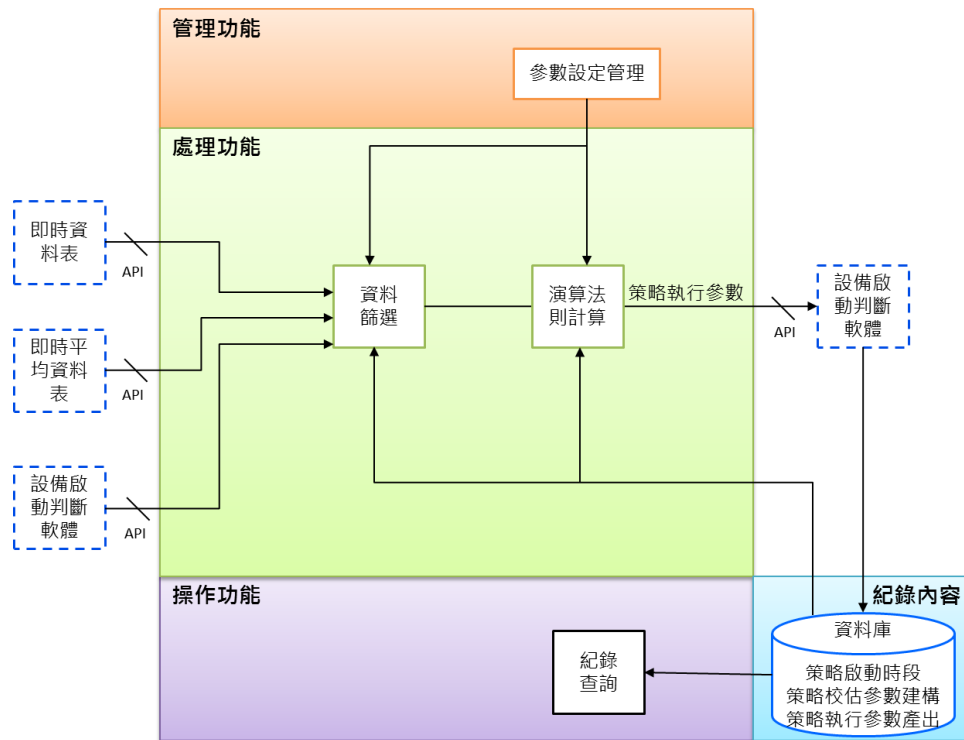 管理功能
參數設定管理
處理功能
即時資
料表
API
即時平
均資料
表
API
設備啟
動判斷
軟體
API
資料
篩選
演算法
則計算
策略執行參數
API
設備啟
動判斷
軟體
操作功能
紀錄
查詢
紀錄內容
資料庫
策略啟動時段
策略校估參數建構
策略執行參數產出